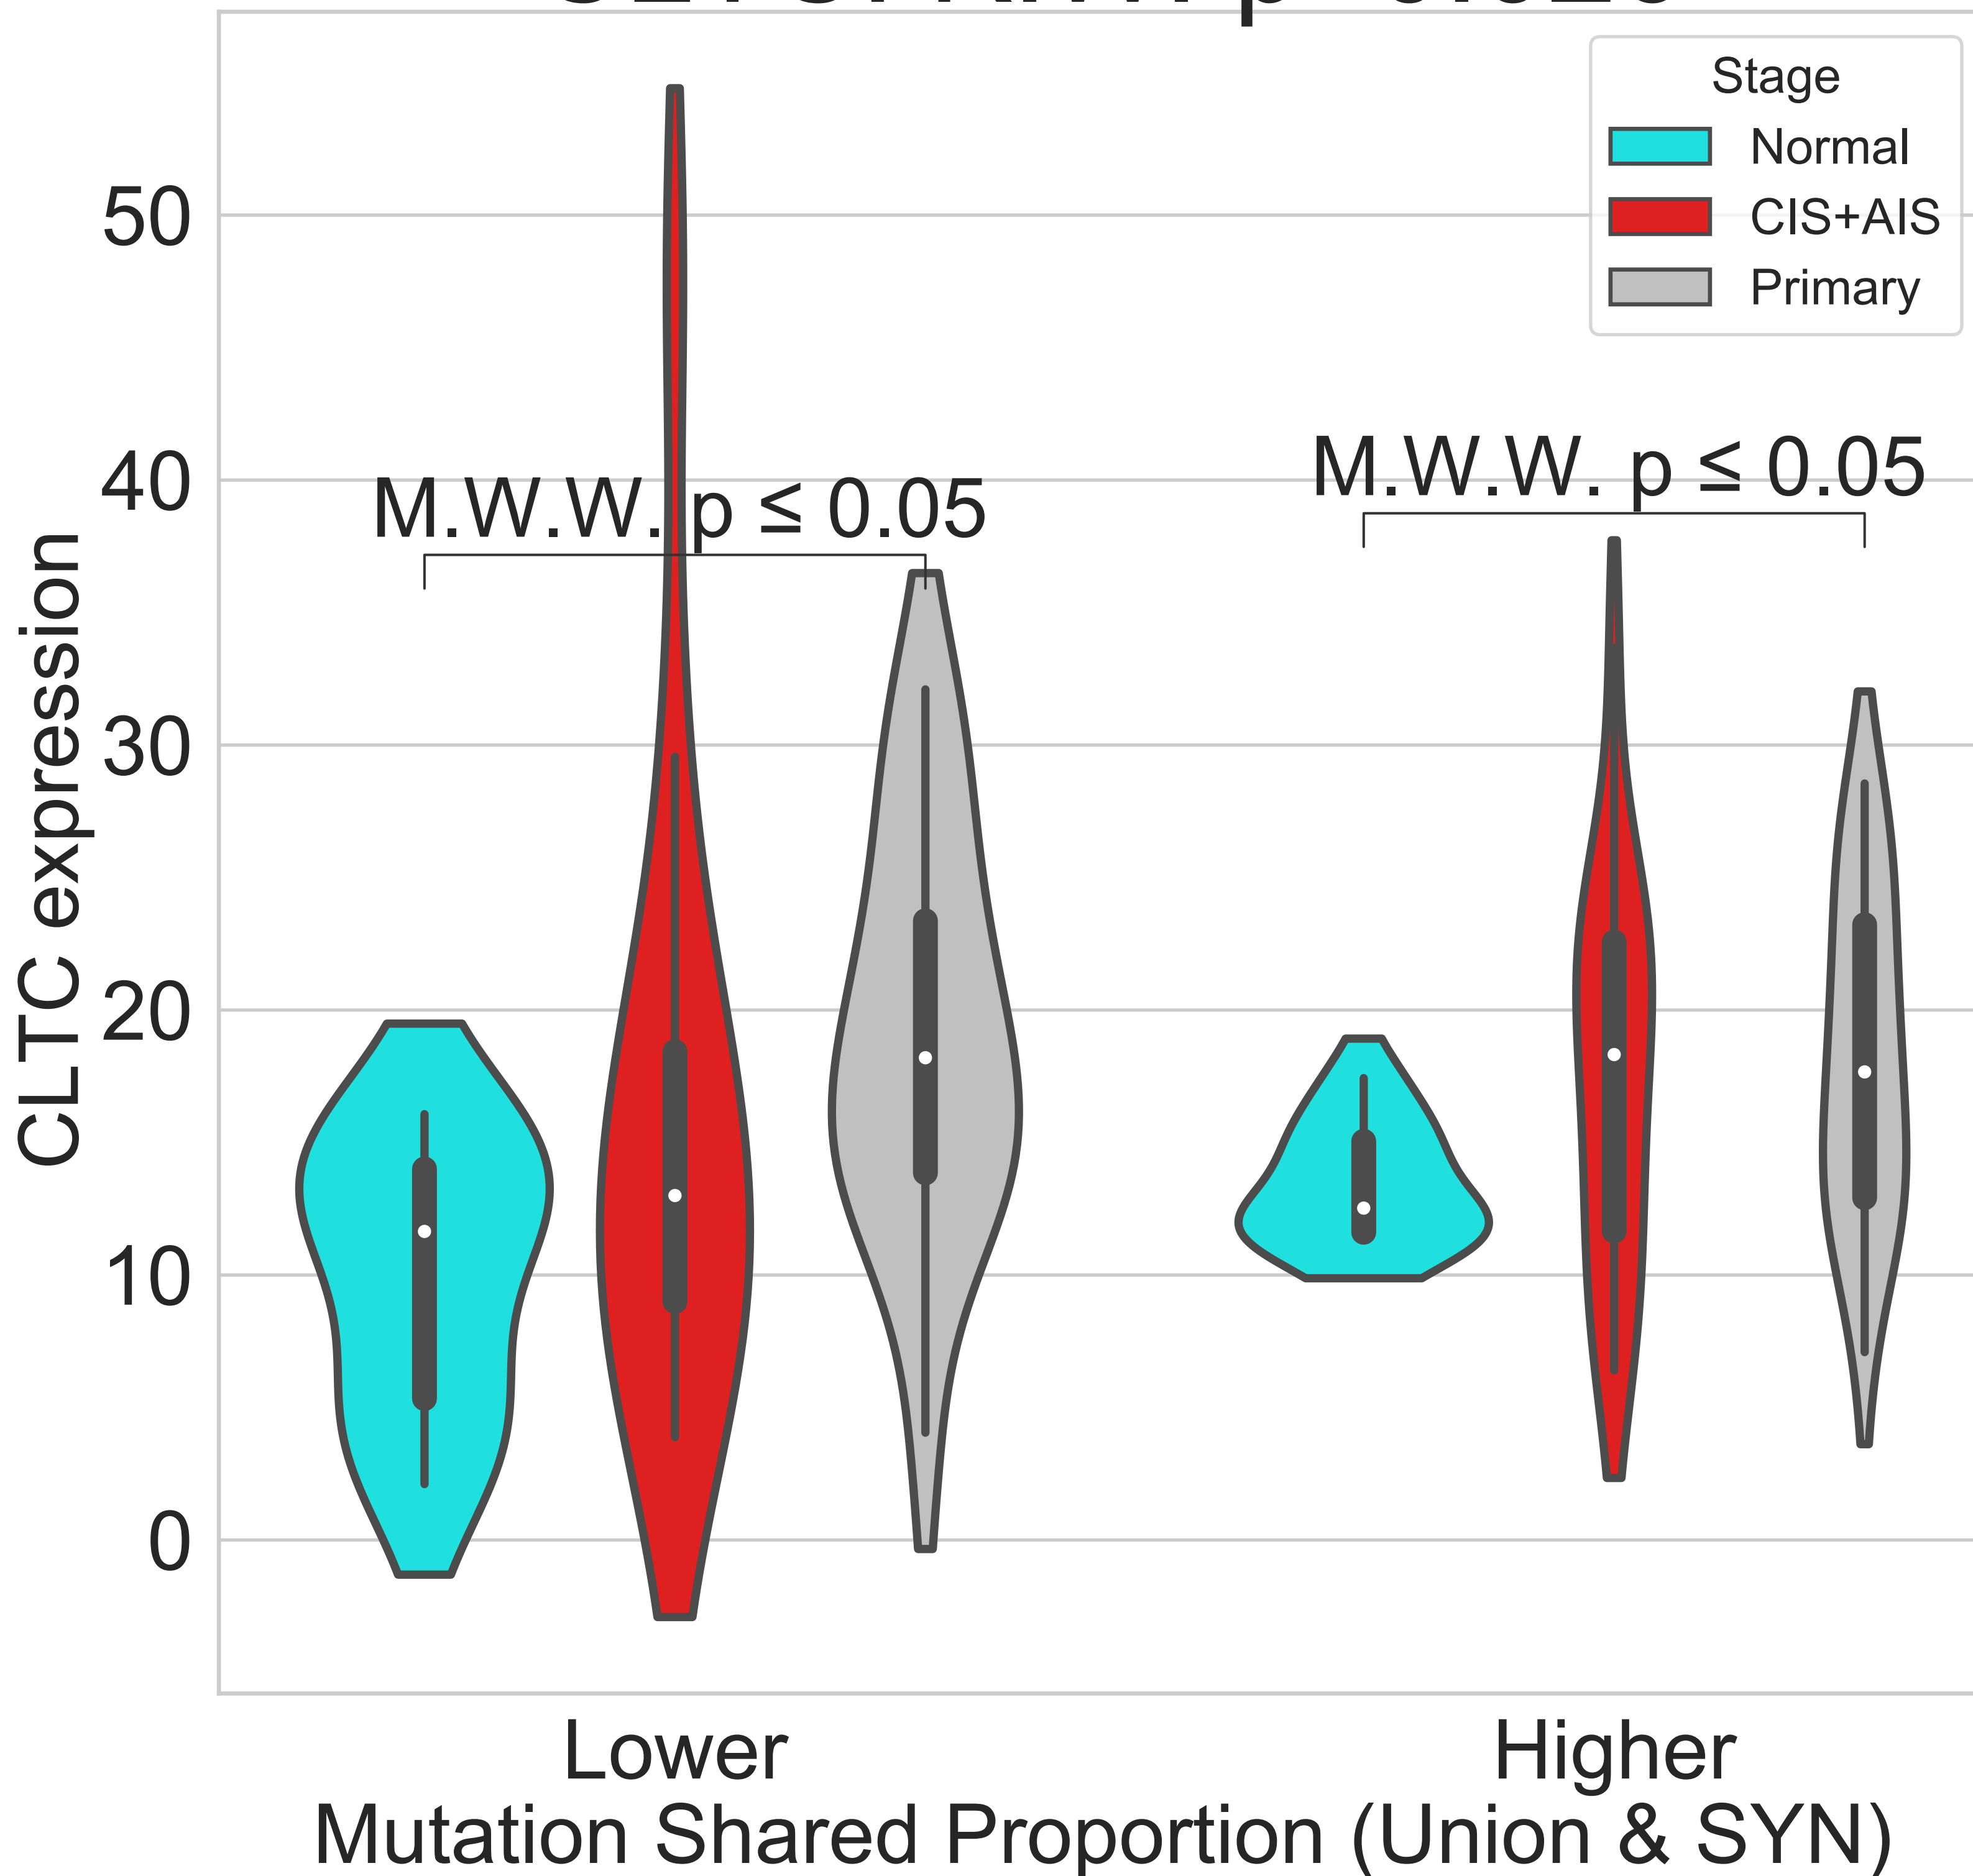 Stage
Normal
CIS+AIS
Primary
50
40
30
20
10
0
CLTC expression
M.W.W. p ≤ 0.05
M.W.W. p ≤ 0.05
Lower
Higher
Mutation Shared Proportion (Union & SYN)